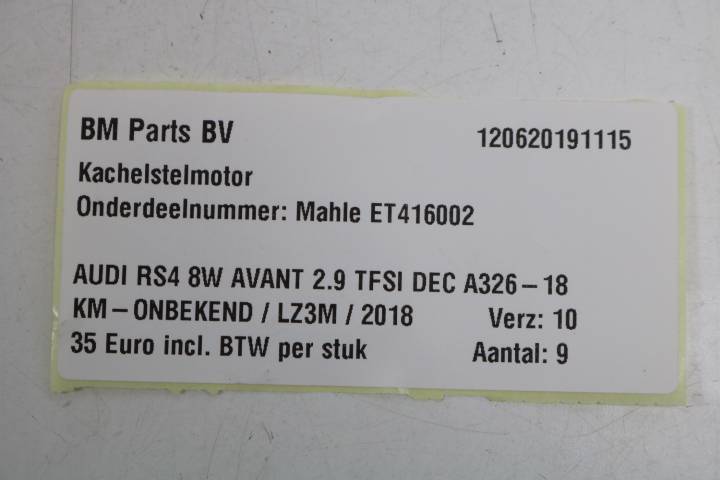 BM Parts BV 120620191115
Kachelstelmotor
Onderdeelnummer: Mahle ET416002
AUDI RS4 8W AVANT 2.9 TFSI DEC A326-18
KM-ONBEKEND / LZ3M / 2018 Verz: 10
35 Euro incl. BTW per stuk Aantal: 9